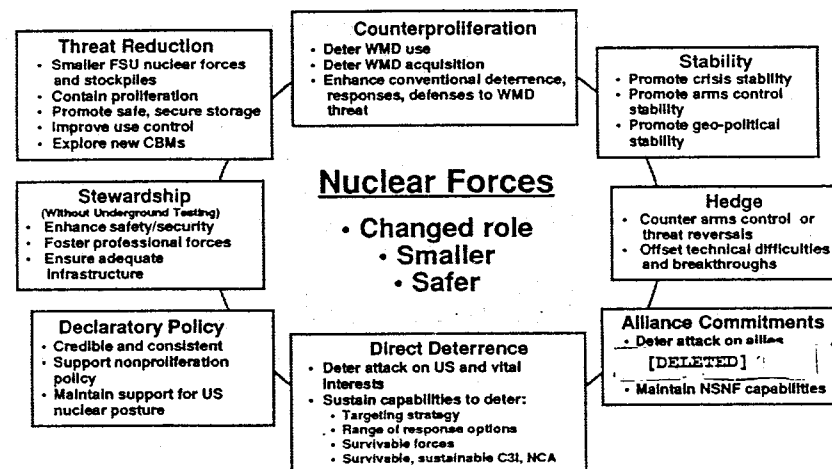 Counterproliferation
• Deter WMD use
• Deter WMD acquisition
• Enhance conventional deterrence,
responses, defenses to WMD
threat
Threat Reduction
• Smaller FSU nuclear forces
and stockpiles
• Contain proliferation
• Promote safe, secure storage
• Improve use control
• Explore new CBMs
Stability
• Promote crisis stability
• Promote arms control
stability
• Promote geo-political
stability
Nuclear Forces
• Changed role
• Smaller
• Safer
Stewardship
(Without Underground Testing)
• Enhance safety/security
• Foster professional forces
• Ensure adequate
infrastructure
Hedge
• Counter arms control or
threat reversals
• Offset technical difficulties
and breakthroughs
Declaratory Policy
• Credible and consistent
• Support nonproliferation
policy
• Maintain support for US
nuclear posture
Direct Deterrence
• Deter attack on US and vital
interests
• Sustain capabilities to deter:
• Targeting strategy
• Range of response options
• Survivable forces
• Survivable, sustainable C3I, NCA
Alliance Commitments
• Deter attack on allies
[DELETED]
• Maintain NSNF capabilities